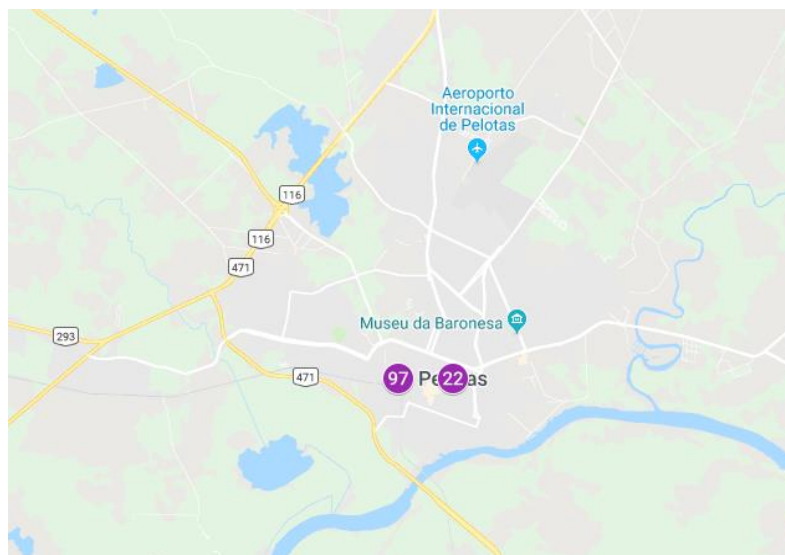 Aeroporto
Internacional
de Pelotas
116
116
471
Museu da Baronesa
293
471
97
22